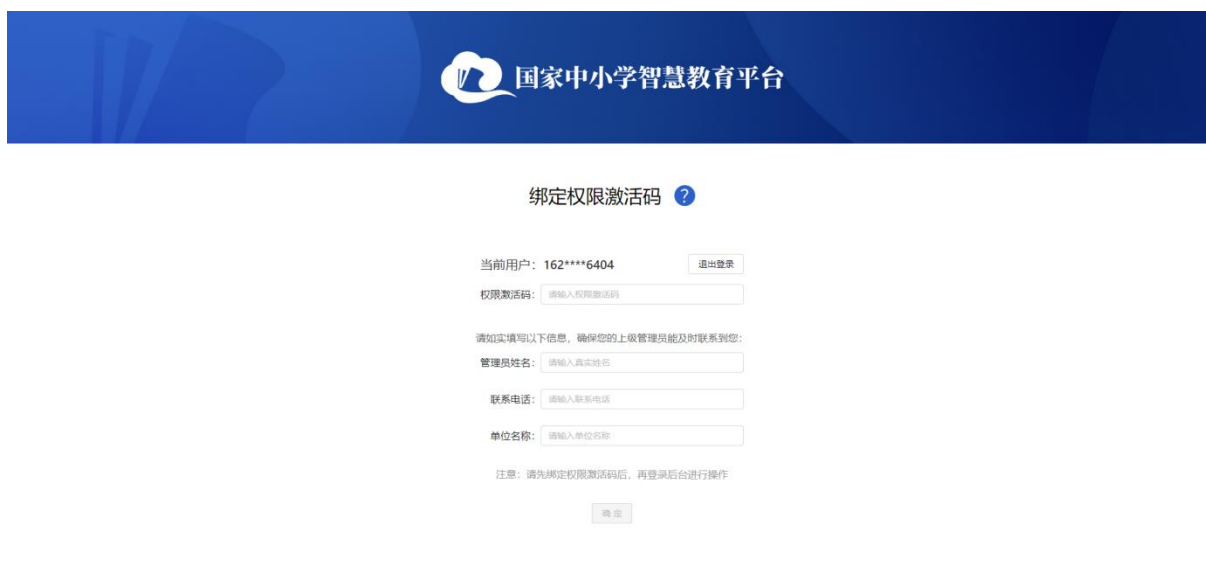 国家中小学智慧教育平台
绑定权限激活码 ?
当前用户：162****6404 退出登录
权限激活码： 请输入权限激活码
请如实填写以下信息，确保您的上级管理员能及时联系到您：
管理员姓名： 请输入真实姓名
联系电话： 请输入联系电话
单位名称： 请输入单位名称
注意：请先绑定权限激活码后，再登录后台进行操作
确 定